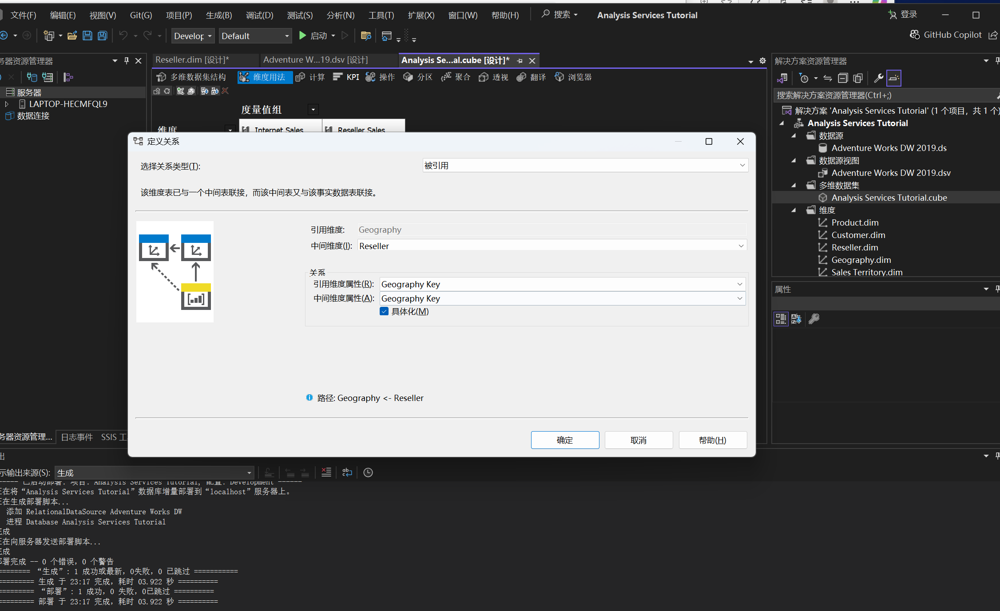 文件(F) 编辑(E) 视图(V) Git(G) 项目(P) 生成(B) 调试(D) 测试(S) 分析(N) 工具(T) 扩展(X) 窗口(W) 帮助(H) 搜索 Analysis Services Tutorial 登录
Develop Default 启动 GitHub Copilot
务器资源管理器
服务器
LAPTOP-HECMFQL9
数据连接
Reseller.dim [设计]* Adventure W...19.dsv [设计] Analysis Se...al.cube [设计]*
多维数据集结构 维度用法 计算 KPI 操作 分区 聚合 透视 翻译 浏览器
度量值组
维度 Internet Sales Reseller Sales
定义关系
选择关系类型(T): 被引用
该维度表已与一个中间表联接，而该中间表又与该事实数据表联接。
引用维度: Geography
中间维度(I): Reseller
关系
引用维度属性(R): Geography Key
中间维度属性(A): Geography Key
具体化(M)
路径: Geography <- Reseller
确定 取消 帮助(H)
解决方案资源管理器
搜索解决方案资源管理器(Ctrl+;)
解决方案 'Analysis Services Tutorial' (1 个项目，共 1 个)
Analysis Services Tutorial
数据源
Adventure Works DW 2019.ds
数据源视图
Adventure Works DW 2019.dsv
多维数据集
Analysis Services Tutorial.cube
维度
Product.dim
Customer.dim
Reseller.dim
Geography.dim
Sales Territory.dim
属性
务器资源管理... 日志事件 SSIS 工
出
示输出来源(S): 生成
------ 已启动部署: 项目: Analysis Services Tutorial, 配置: Development ------
正在将“Analysis Services Tutorial”数据库增量部署到“localhost”服务器上。
正在生成部署脚本...
添加 RelationalDataSource Adventure Works DW
进程 Database Analysis Services Tutorial
完成
正在向服务器发送部署脚本...
完成
部署完成 -- 0 个错误，0 个警告
======== “生成”: 1 成功或最新，0失败，0 已跳过 ===========
========= 生成 于 23:17 完成，耗时 03.922 秒 ==========
========= “部署”: 1 成功，0 失败，0已跳过 ==========
========= 部署 于 23:17 完成，耗时 03.922 秒 ==========